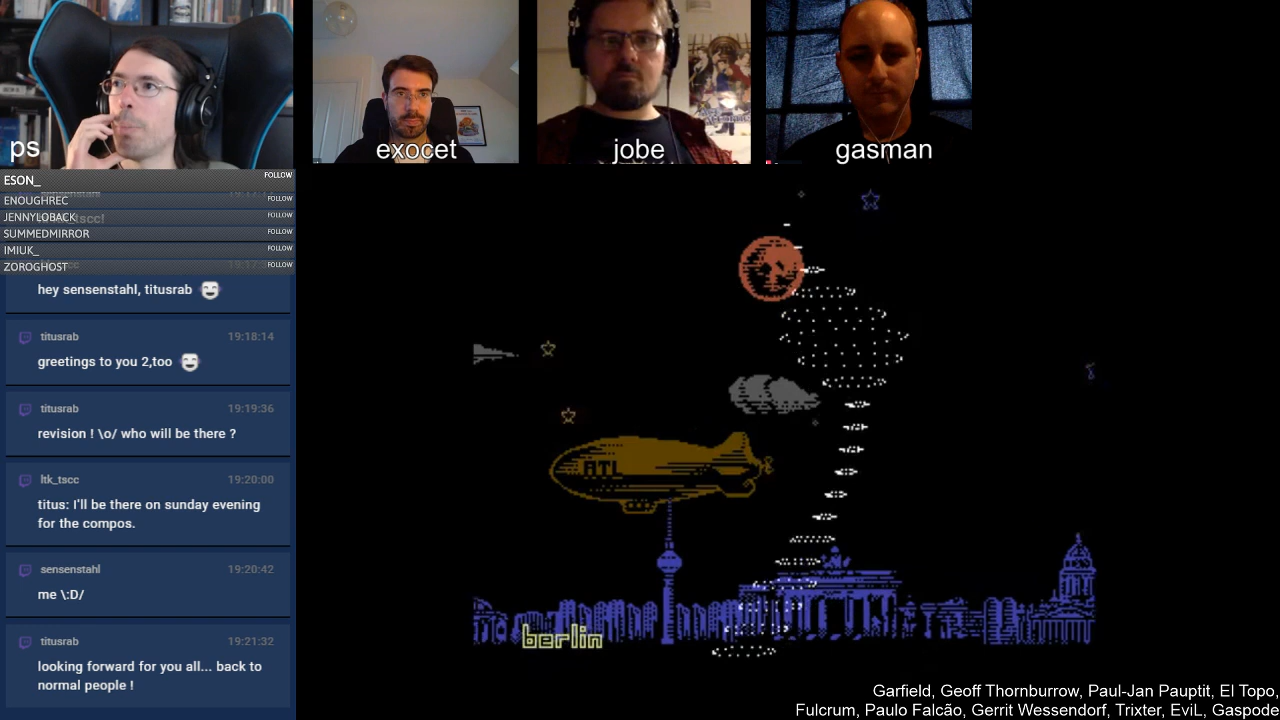 ps
exocet
jobe
gasman
ESON_
FOLLOW
ENOUGHREC
FOLLOW
JENNYLOBACK
FOLLOW
SUMMEDMIRROR
FOLLOW
IMIUK_
FOLLOW
ZOROGHOST
FOLLOW
hey sensenstahl, titusrab
titusrab 19:18:14
greetings to you 2,too
titusrab 19:19:36
revision ! \o/ who will be there ?
ltk_tscc 19:20:00
titus: I'll be there on sunday evening
for the compos.
sensenstahl 19:20:42
me \:D/
titusrab 19:21:32
looking forward for you all... back to
normal people !
ATL
berlin
Garfield, Geoff Thornburrow, Paul-Jan Pauptit, El Topo,
Fulcrum, Paulo Falcão, Gerrit Wessendorf, Trixter, EviL, Gaspode